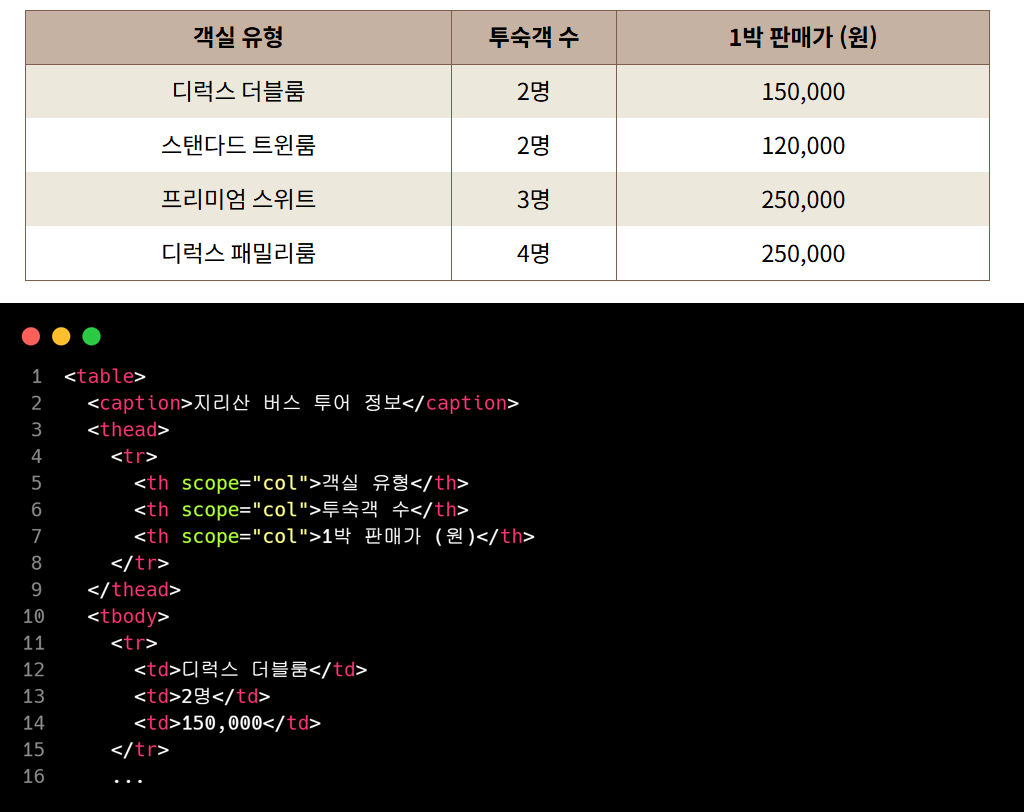 객실 유형 투숙객 수 1박 판매가 (원)
디럭스 더블룸 2명 150,000
스탠다드 트윈룸 2명 120,000
프리미엄 스위트 3명 250,000
디럭스 패밀리룸 4명 250,000
1 <table>
2 <caption>지리산 버스 투어 정보</caption>
3 <thead>
4 <tr>
5 <th scope="col">객실 유형</th>
6 <th scope="col">투숙객 수</th>
7 <th scope="col">1박 판매가 (원)</th>
8 </tr>
9 </thead>
10 <tbody>
11 <tr>
12 <td>디럭스 더블룸</td>
13 <td>2명</td>
14 <td>150,000</td>
15 </tr>
16 ...